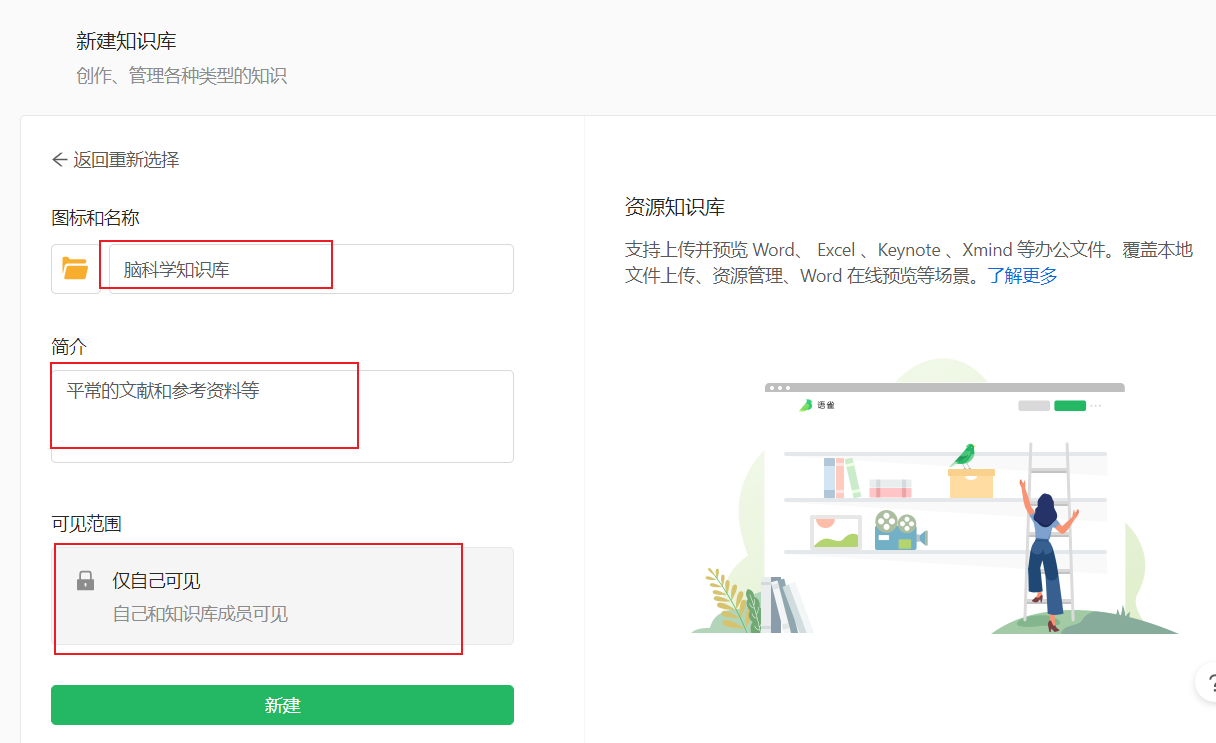 新建知识库
创作、管理各种类型的知识
返回重新选择
图标和名称
脑科学知识库
简介
平常的文献和参考资料等
可见范围
仅自己可见
自己和知识库成员可见
新建
资源知识库
支持上传并预览 Word、 Excel 、Keynote 、Xmind 等办公文件。覆盖本地
文件上传、资源管理、Word 在线预览等场景。了解更多
语雀
?